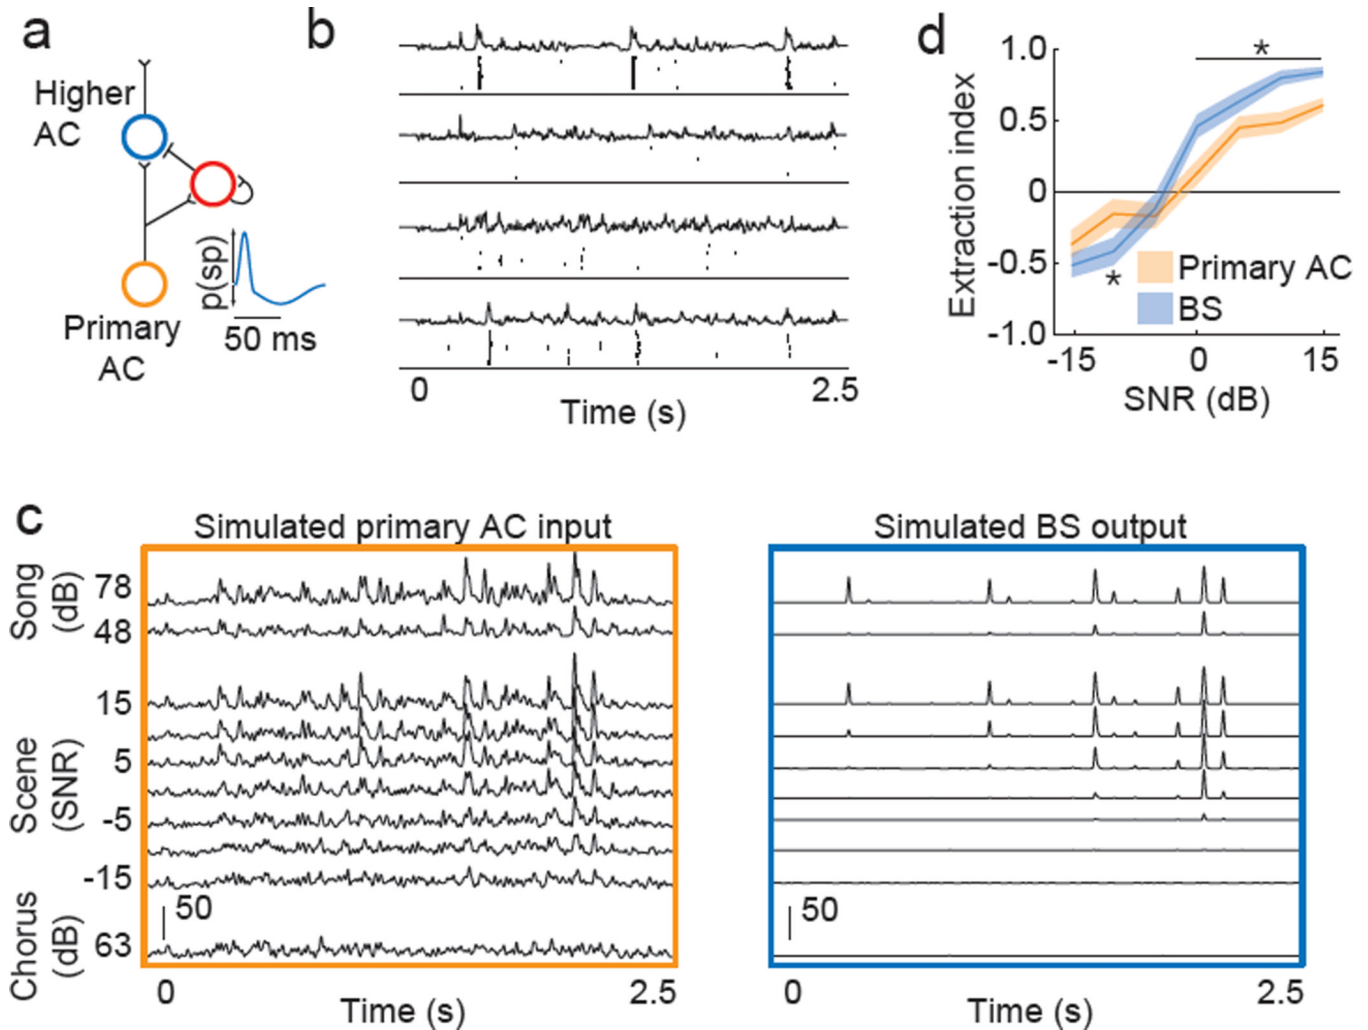 a
Higher
AC
p(sp)
50 ms
Primary
AC
b
0
2.5
Time (s)
d
Extraction index
1.0
0.5
0
-0.5
-1.0
*
*
Primary AC
BS
-15
0
15
SNR (dB)
c
Simulated primary AC input
Simulated BS output
Song
(dB)
78
48
Scene
(SNR)
15
5
-5
-15
Chorus
(dB)
63
50
50
0
2.5
Time (s)
0
2.5
Time (s)